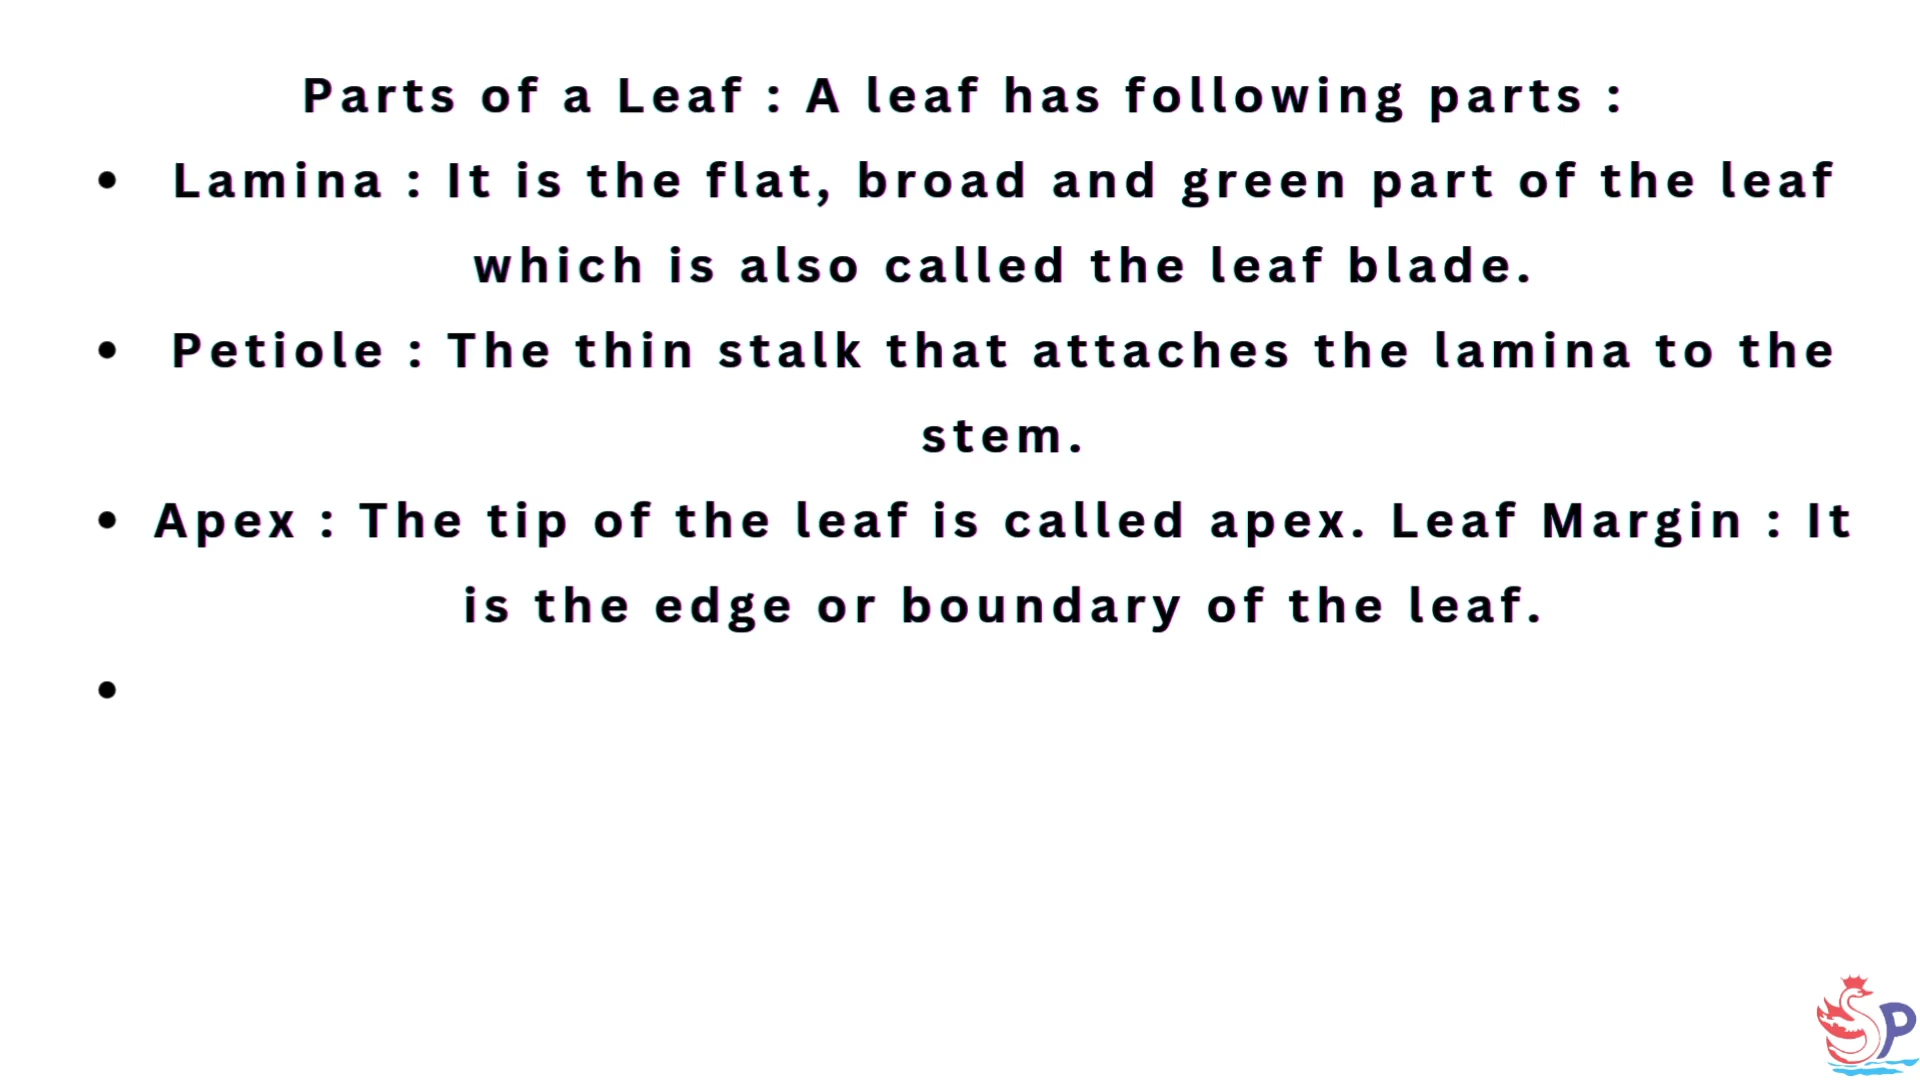 Parts of a Leaf : A leaf has following parts :
• Lamina : It is the flat, broad and green part of the leaf
which is also called the leaf blade.
• Petiole : The thin stalk that attaches the lamina to the
stem.
• Apex : The tip of the leaf is called apex. Leaf Margin : It
is the edge or boundary of the leaf.
•
SP